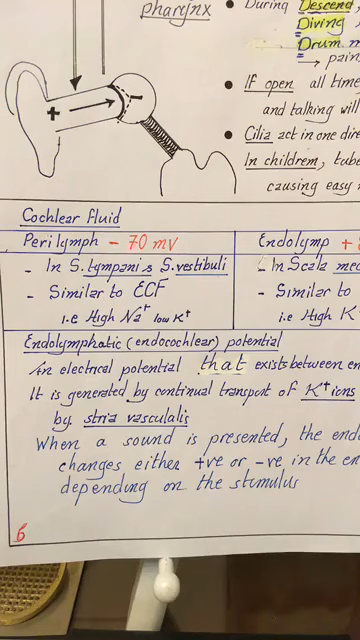 pharynx
• During Descend,
Diving
Drum m
→ pain
• If open all time
and talking will
• Cilia act in one dire
In childrem, tube
causing easy
+
−
Cochlear fluid
Perilymph - 70 mV
- In S. tympani & S. vestibuli
- Similar to ECF
i.e High Na+ low K+
Endolymp +
- In Scala me
- Similar to
i.e High K+
Endolymphatic (endocochlear) potential
An electrical potential that exists between en
It is generated by continual transport of K+ ions
by stria vascularis
When a sound is presented, the end
changes either +ve or -ve in the en
depending on the stimulus
6